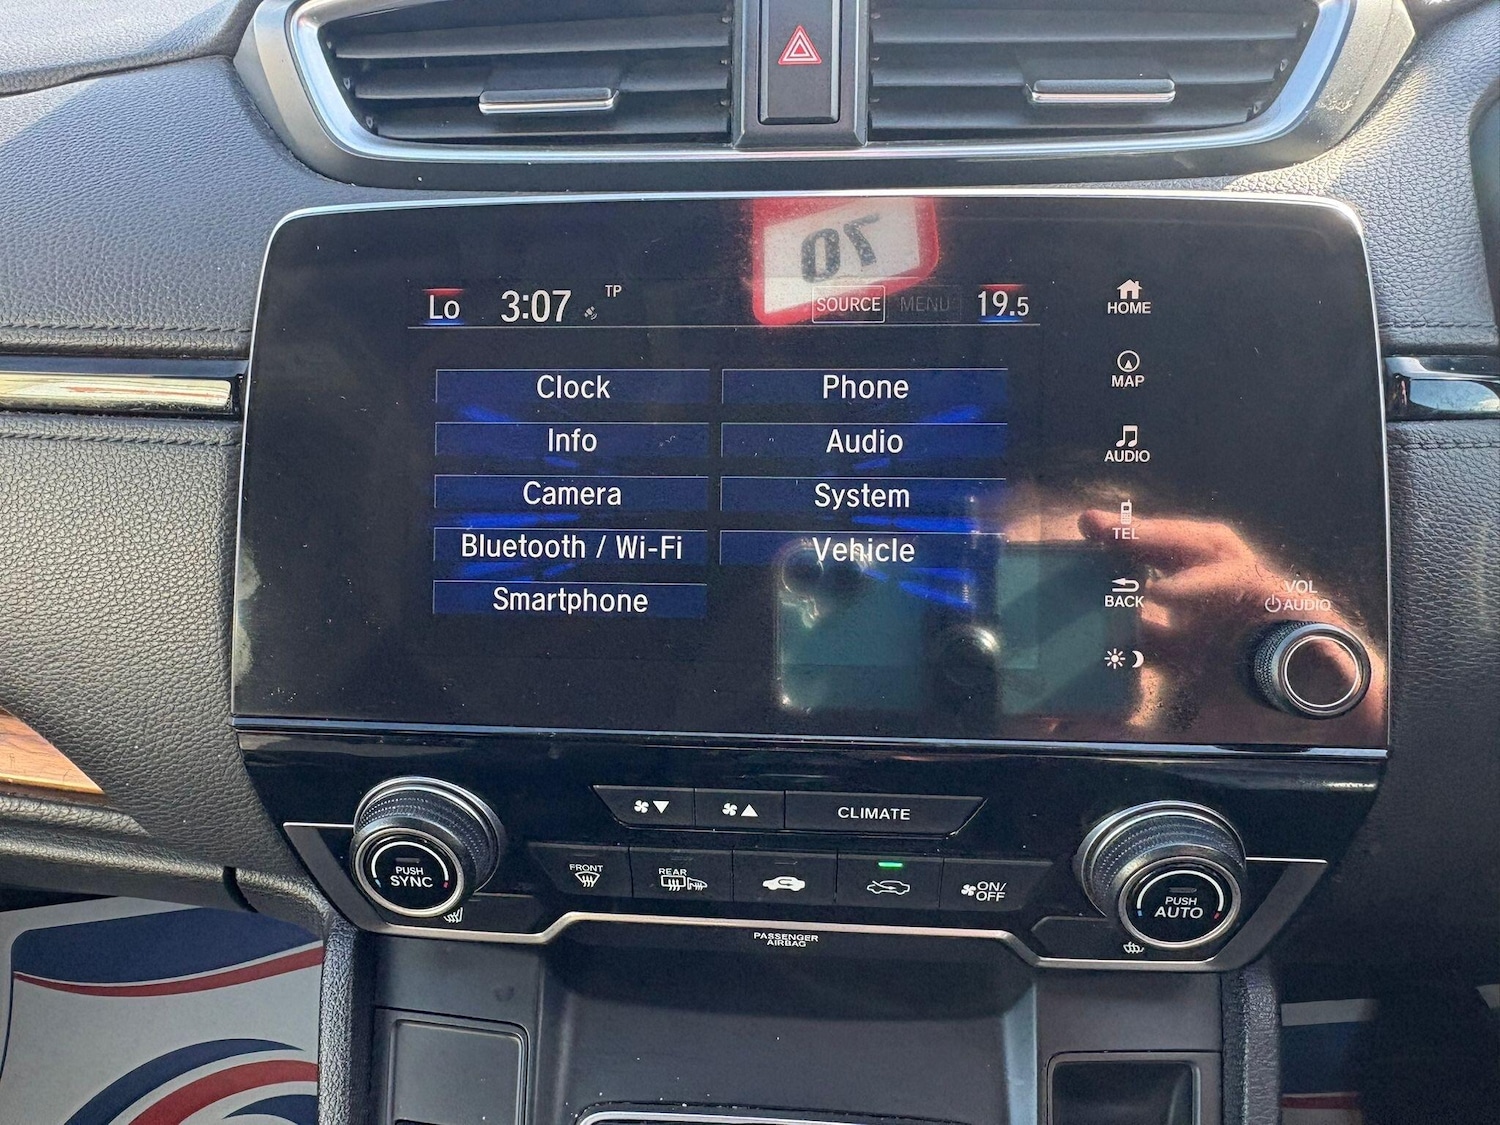 70
Lo 3:07 TP SOURCE MENU 19.5
HOME
Clock Phone
MAP
Info Audio
AUDIO
Camera System
TEL
Bluetooth / Wi-Fi Vehicle
Smartphone
BACK
VOL
AUDIO
CLIMATE
PUSH
SYNC
FRONT
REAR
ON/
OFF
PUSH
AUTO
PASSENGER
AIRBAG